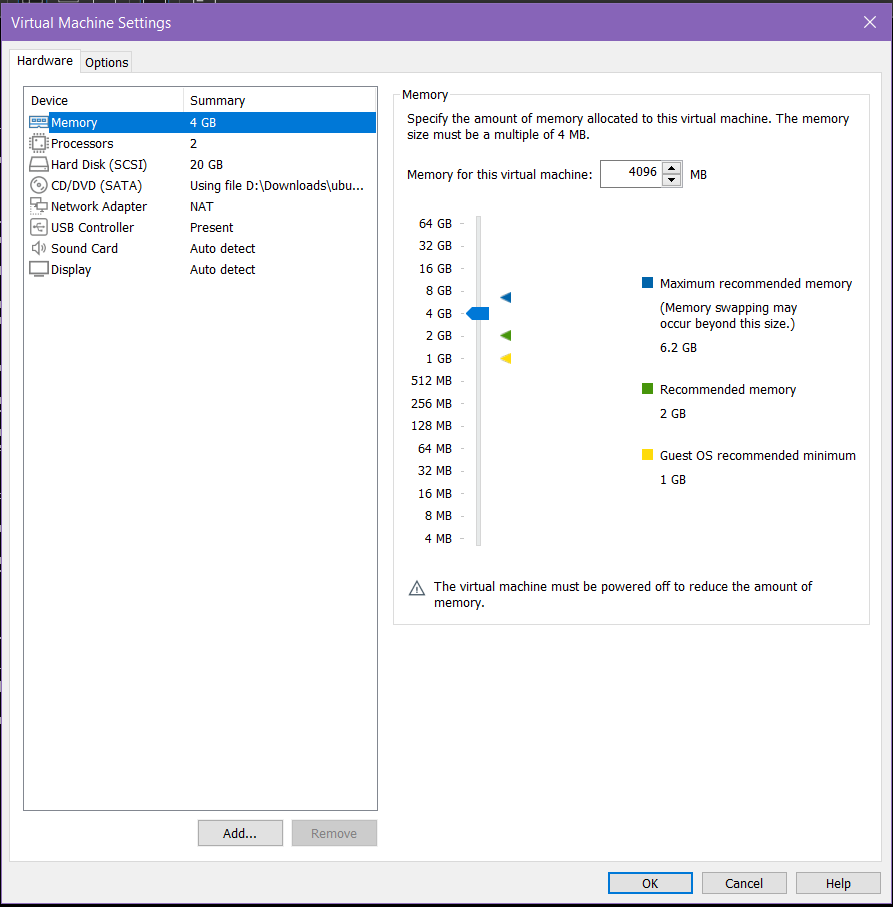 Virtual Machine Settings
Hardware
Options
Device Summary
Memory 4 GB
Processors 2
Hard Disk (SCSI) 20 GB
CD/DVD (SATA) Using file D:\Downloads\ubu...
Network Adapter NAT
USB Controller Present
Sound Card Auto detect
Display Auto detect
Add...
Remove
Memory
Specify the amount of memory allocated to this virtual machine. The memory
size must be a multiple of 4 MB.
Memory for this virtual machine: 4096 MB
64 GB
32 GB
16 GB
8 GB
4 GB
2 GB
1 GB
512 MB
256 MB
128 MB
64 MB
32 MB
16 MB
8 MB
4 MB
Maximum recommended memory
(Memory swapping may
occur beyond this size.)
6.2 GB
Recommended memory
2 GB
Guest OS recommended minimum
1 GB
The virtual machine must be powered off to reduce the amount of
memory.
OK
Cancel
Help